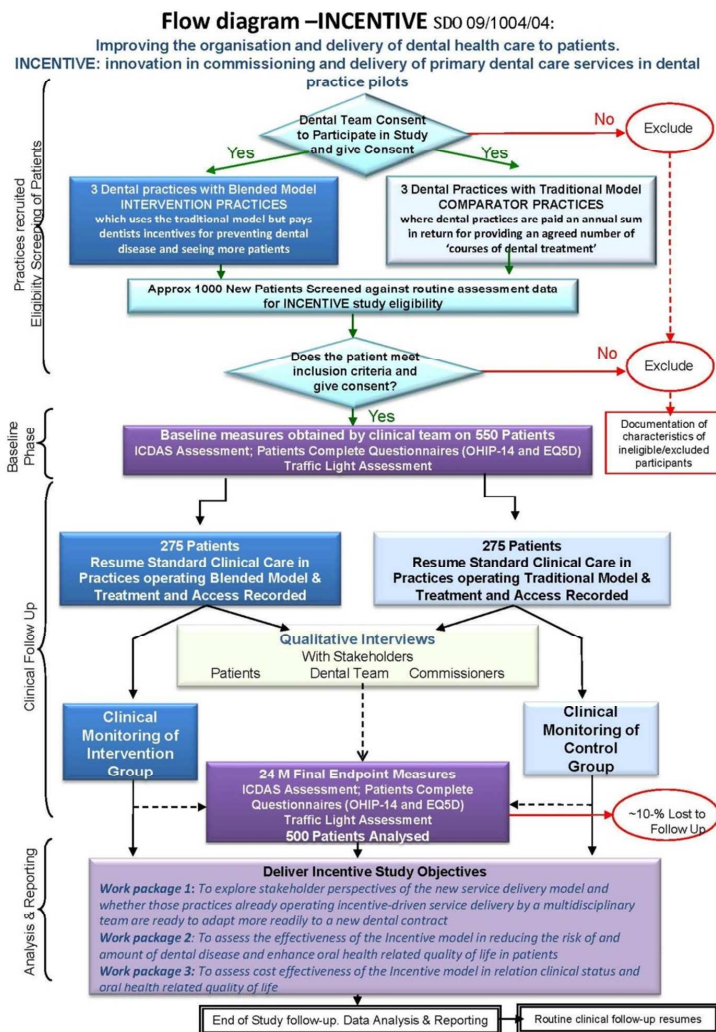 Flow diagram –INCENTIVE SDO 09/1004/04:
Improving the organisation and delivery of dental health care to patients.
INCENTIVE: innovation in commissioning and delivery of primary dental care services in dental
practice pilots
Practices recruited
Eligibility Screening of Patients
Dental Team Consent
to Participate in Study
and give Consent
No
Exclude
Yes
Yes
3 Dental practices with Blended Model
INTERVENTION PRACTICES
which uses the traditional model but pays
dentists incentives for preventing dental
disease and seeing more patients
3 Dental Practices with Traditional Model
COMPARATOR PRACTICES
where dental practices are paid an annual sum
in return for providing an agreed number of
‘courses of dental treatment’
Approx 1000 New Patients Screened against routine assessment data
for INCENTIVE study eligibility
Does the patient meet
inclusion criteria and
give consent?
No
Exclude
Yes
Baseline
Phase
Baseline measures obtained by clinical team on 550 Patients
ICDAS Assessment; Patients Complete Questionnaires (OHIP-14 and EQ5D)
Traffic Light Assessment
Documentation of
characteristics of
ineligible/excluded
participants
Clinical Follow Up
275 Patients
Resume Standard Clinical Care in
Practices operating Blended Model &
Treatment and Access Recorded
275 Patients
Resume Standard Clinical Care in
Practices operating Traditional Model &
Treatment and Access Recorded
Qualitative Interviews
With Stakeholders
Patients Dental Team Commissioners
Clinical
Monitoring of
Intervention
Group
Clinical
Monitoring of
Control
Group
24 M Final Endpoint Measures
ICDAS Assessment; Patients Complete
Questionnaires (OHIP-14 and EQ5D)
Traffic Light Assessment
500 Patients Analysed
~10-% Lost to
Follow Up
Analysis & Reporting
Deliver Incentive Study Objectives
Work package 1: To explore stakeholder perspectives of the new service delivery model and
whether those practices already operating incentive-driven service delivery by a multidisciplinary
team are ready to adapt more readily to a new dental contract
Work package 2: To assess the effectiveness of the Incentive model in reducing the risk of and
amount of dental disease and enhance oral health related quality of life in patients
Work package 3: To assess cost effectiveness of the Incentive model in relation clinical status and
oral health related quality of life
End of Study follow-up. Data Analysis & Reporting
Routine clinical follow-up resumes